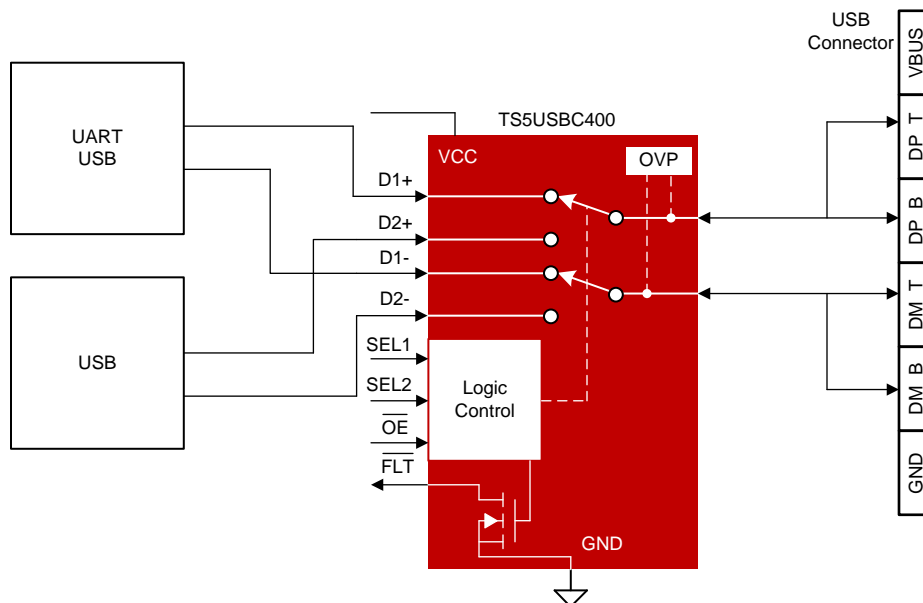 USB
Connector
VBUS
DP T
DP B
DM T
DM B
GND
UART
USB
USB
TS5USBC400
VCC
OVP
D1+
D2+
D1-
D2-
SEL1
SEL2
OE
FLT
Logic
Control
GND